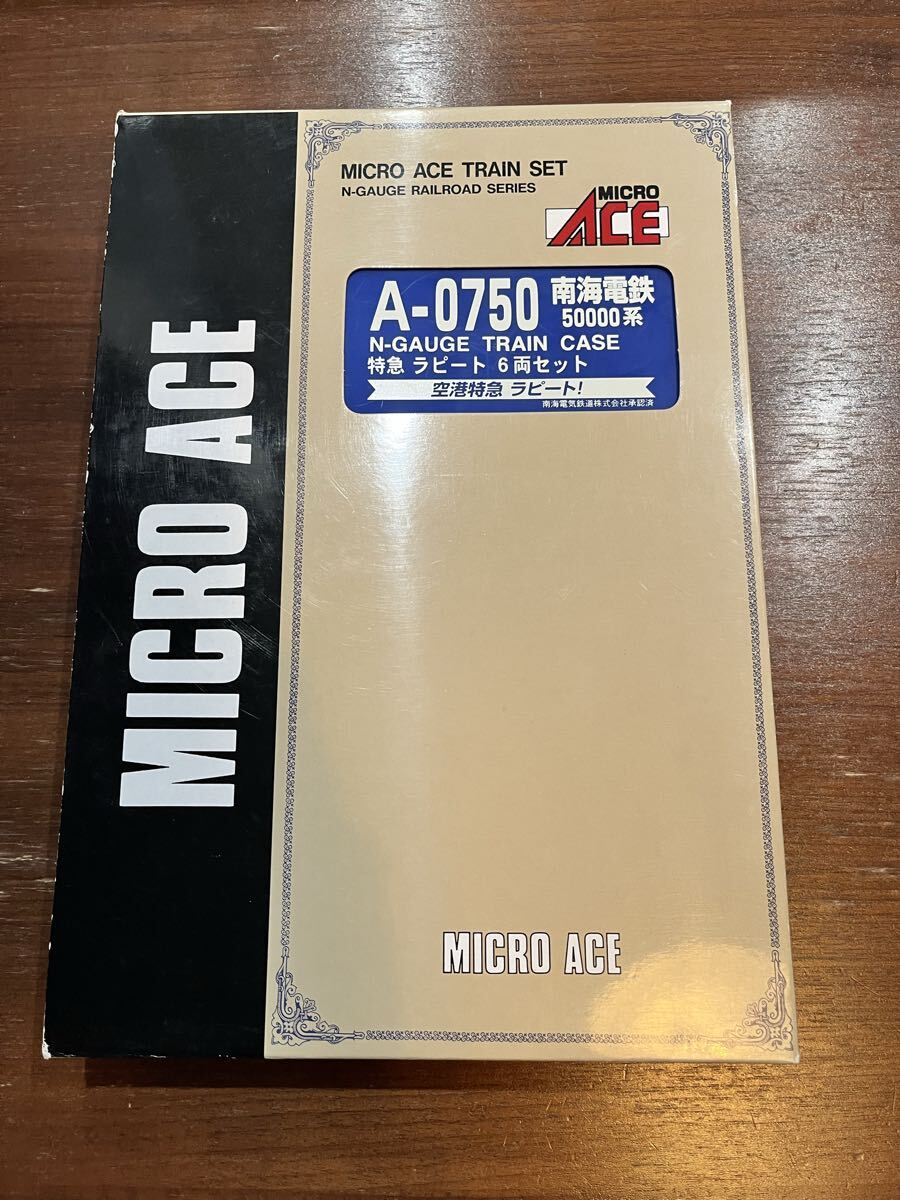 MICRO ACE TRAIN SET
N-GAUGE RAILROAD SERIES
MICRO
ACE
A-0750 南海電鉄
50000系
N-GAUGE TRAIN CASE
特急 ラピート 6両セット
空港特急 ラピート!
南海電気鉄道株式会社承認済
MICRO ACE
MICRO ACE